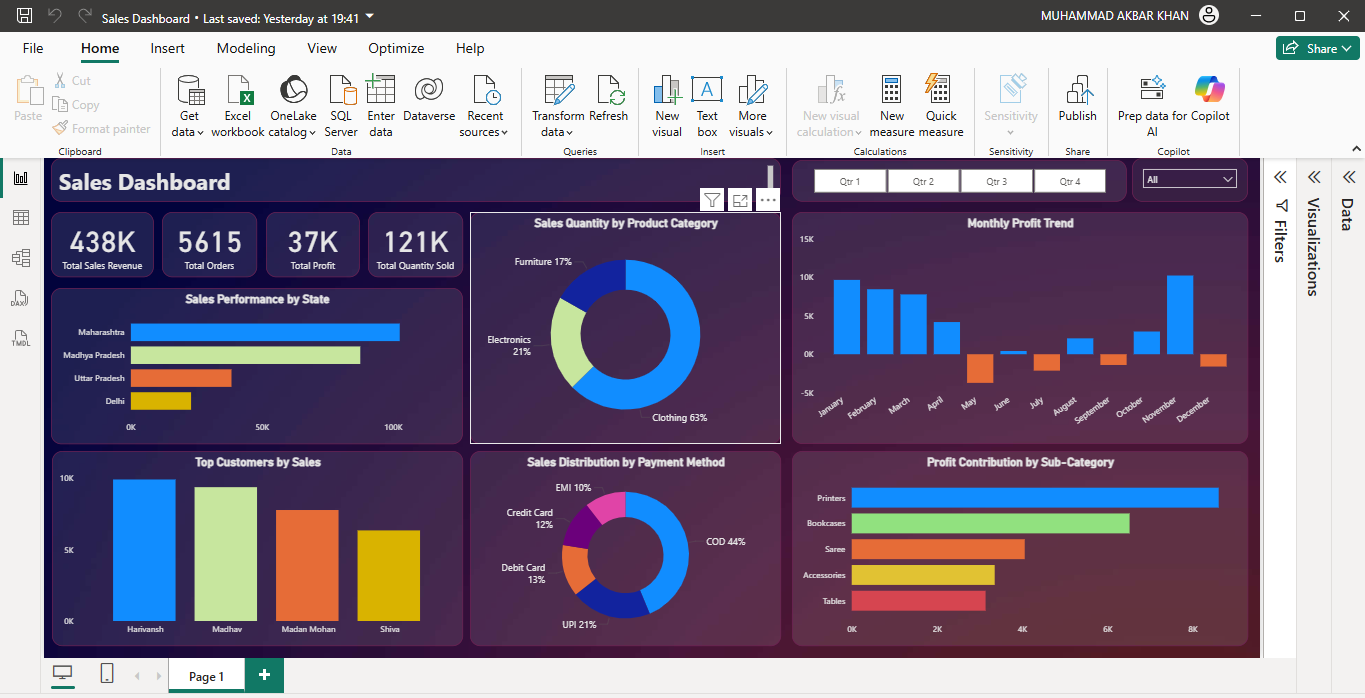 Sales Dashboard • Last saved: Yesterday at 19:41
MUHAMMAD AKBAR KHAN
File Home Insert Modeling View Optimize Help
Share
Paste
Cut
Copy
Format painter
Clipboard
Get data
Excel workbook
OneLake catalog
SQL Server
Enter data
Dataverse
Recent sources
Data
Transform data
Refresh
Queries
New visual
A
Text box
More visuals
Insert
New visual calculation
New measure
Quick measure
Calculations
Sensitivity
Sensitivity
Publish
Share
Prep data for AI
Copilot
Copilot
DAX
TMDL
Sales Dashboard
Qtr 1 Qtr 2 Qtr 3 Qtr 4
All
438K
Total Sales Revenue
5615
Total Orders
37K
Total Profit
121K
Total Quantity Sold
Sales Performance by State
Maharashtra
Madhya Pradesh
Uttar Pradesh
Delhi
0K 50K 100K
Sales Quantity by Product Category
Furniture 17%
Electronics
21%
Clothing 63%
Monthly Profit Trend
15K
10K
5K
0K
-5K
January February March April May June July August September October November December
Top Customers by Sales
10K
5K
0K
Harivansh Madhav Madan Mohan Shiva
Sales Distribution by Payment Method
EMI 10%
Credit Card
12%
COD 44%
Debit Card
13%
UPI 21%
Profit Contribution by Sub-Category
Printers
Bookcases
Saree
Accessories
Tables
0K 2K 4K 6K 8K
Filters
Visualizations
Data
Page 1